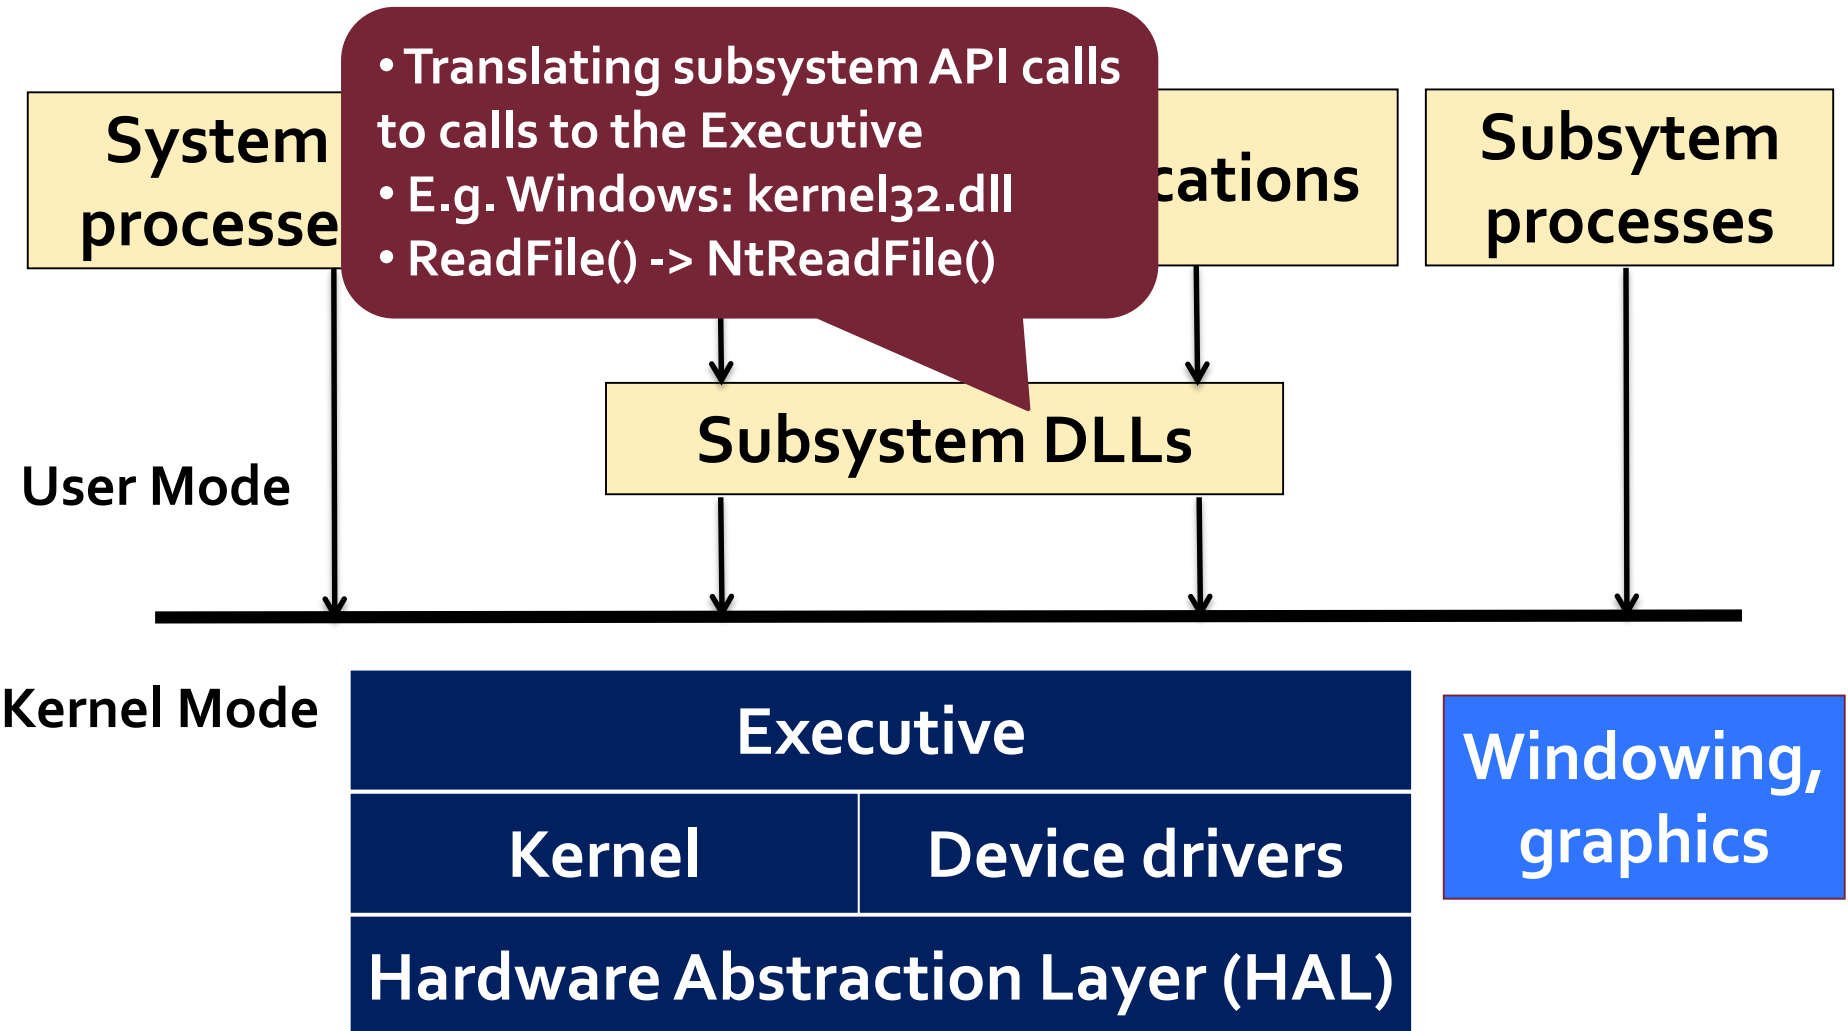 • Translating subsystem API calls
to calls to the Executive
• E.g. Windows: kernel32.dll
• ReadFile() -> NtReadFile()
System
processe
cations
Subsytem
processes
Subsystem DLLs
User Mode
Kernel Mode
Executive
Kernel
Device drivers
Hardware Abstraction Layer (HAL)
Windowing,
graphics